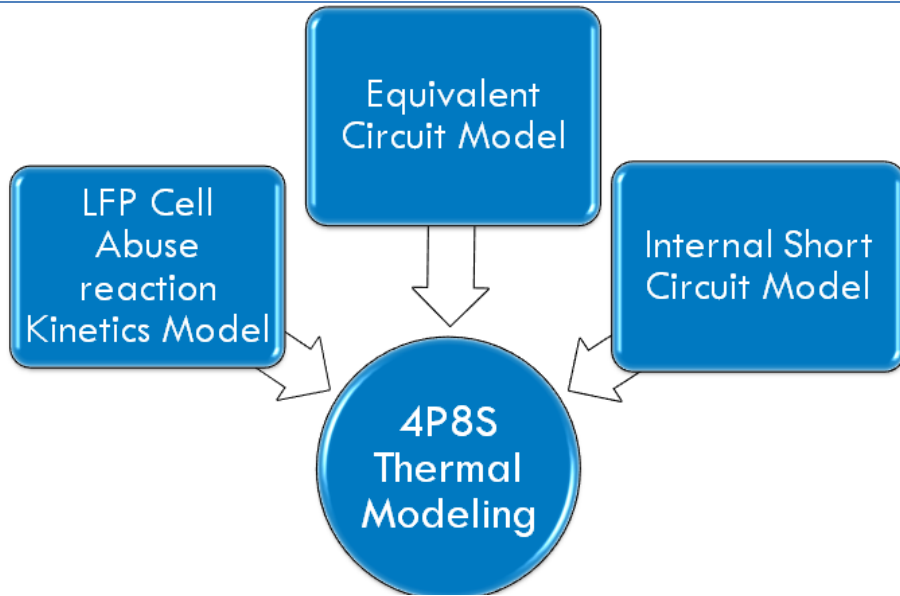 Equivalent
Circuit Model
LFP Cell
Abuse
reaction
Kinetics Model
Internal Short
Circuit Model
4P8S
Thermal
Modeling